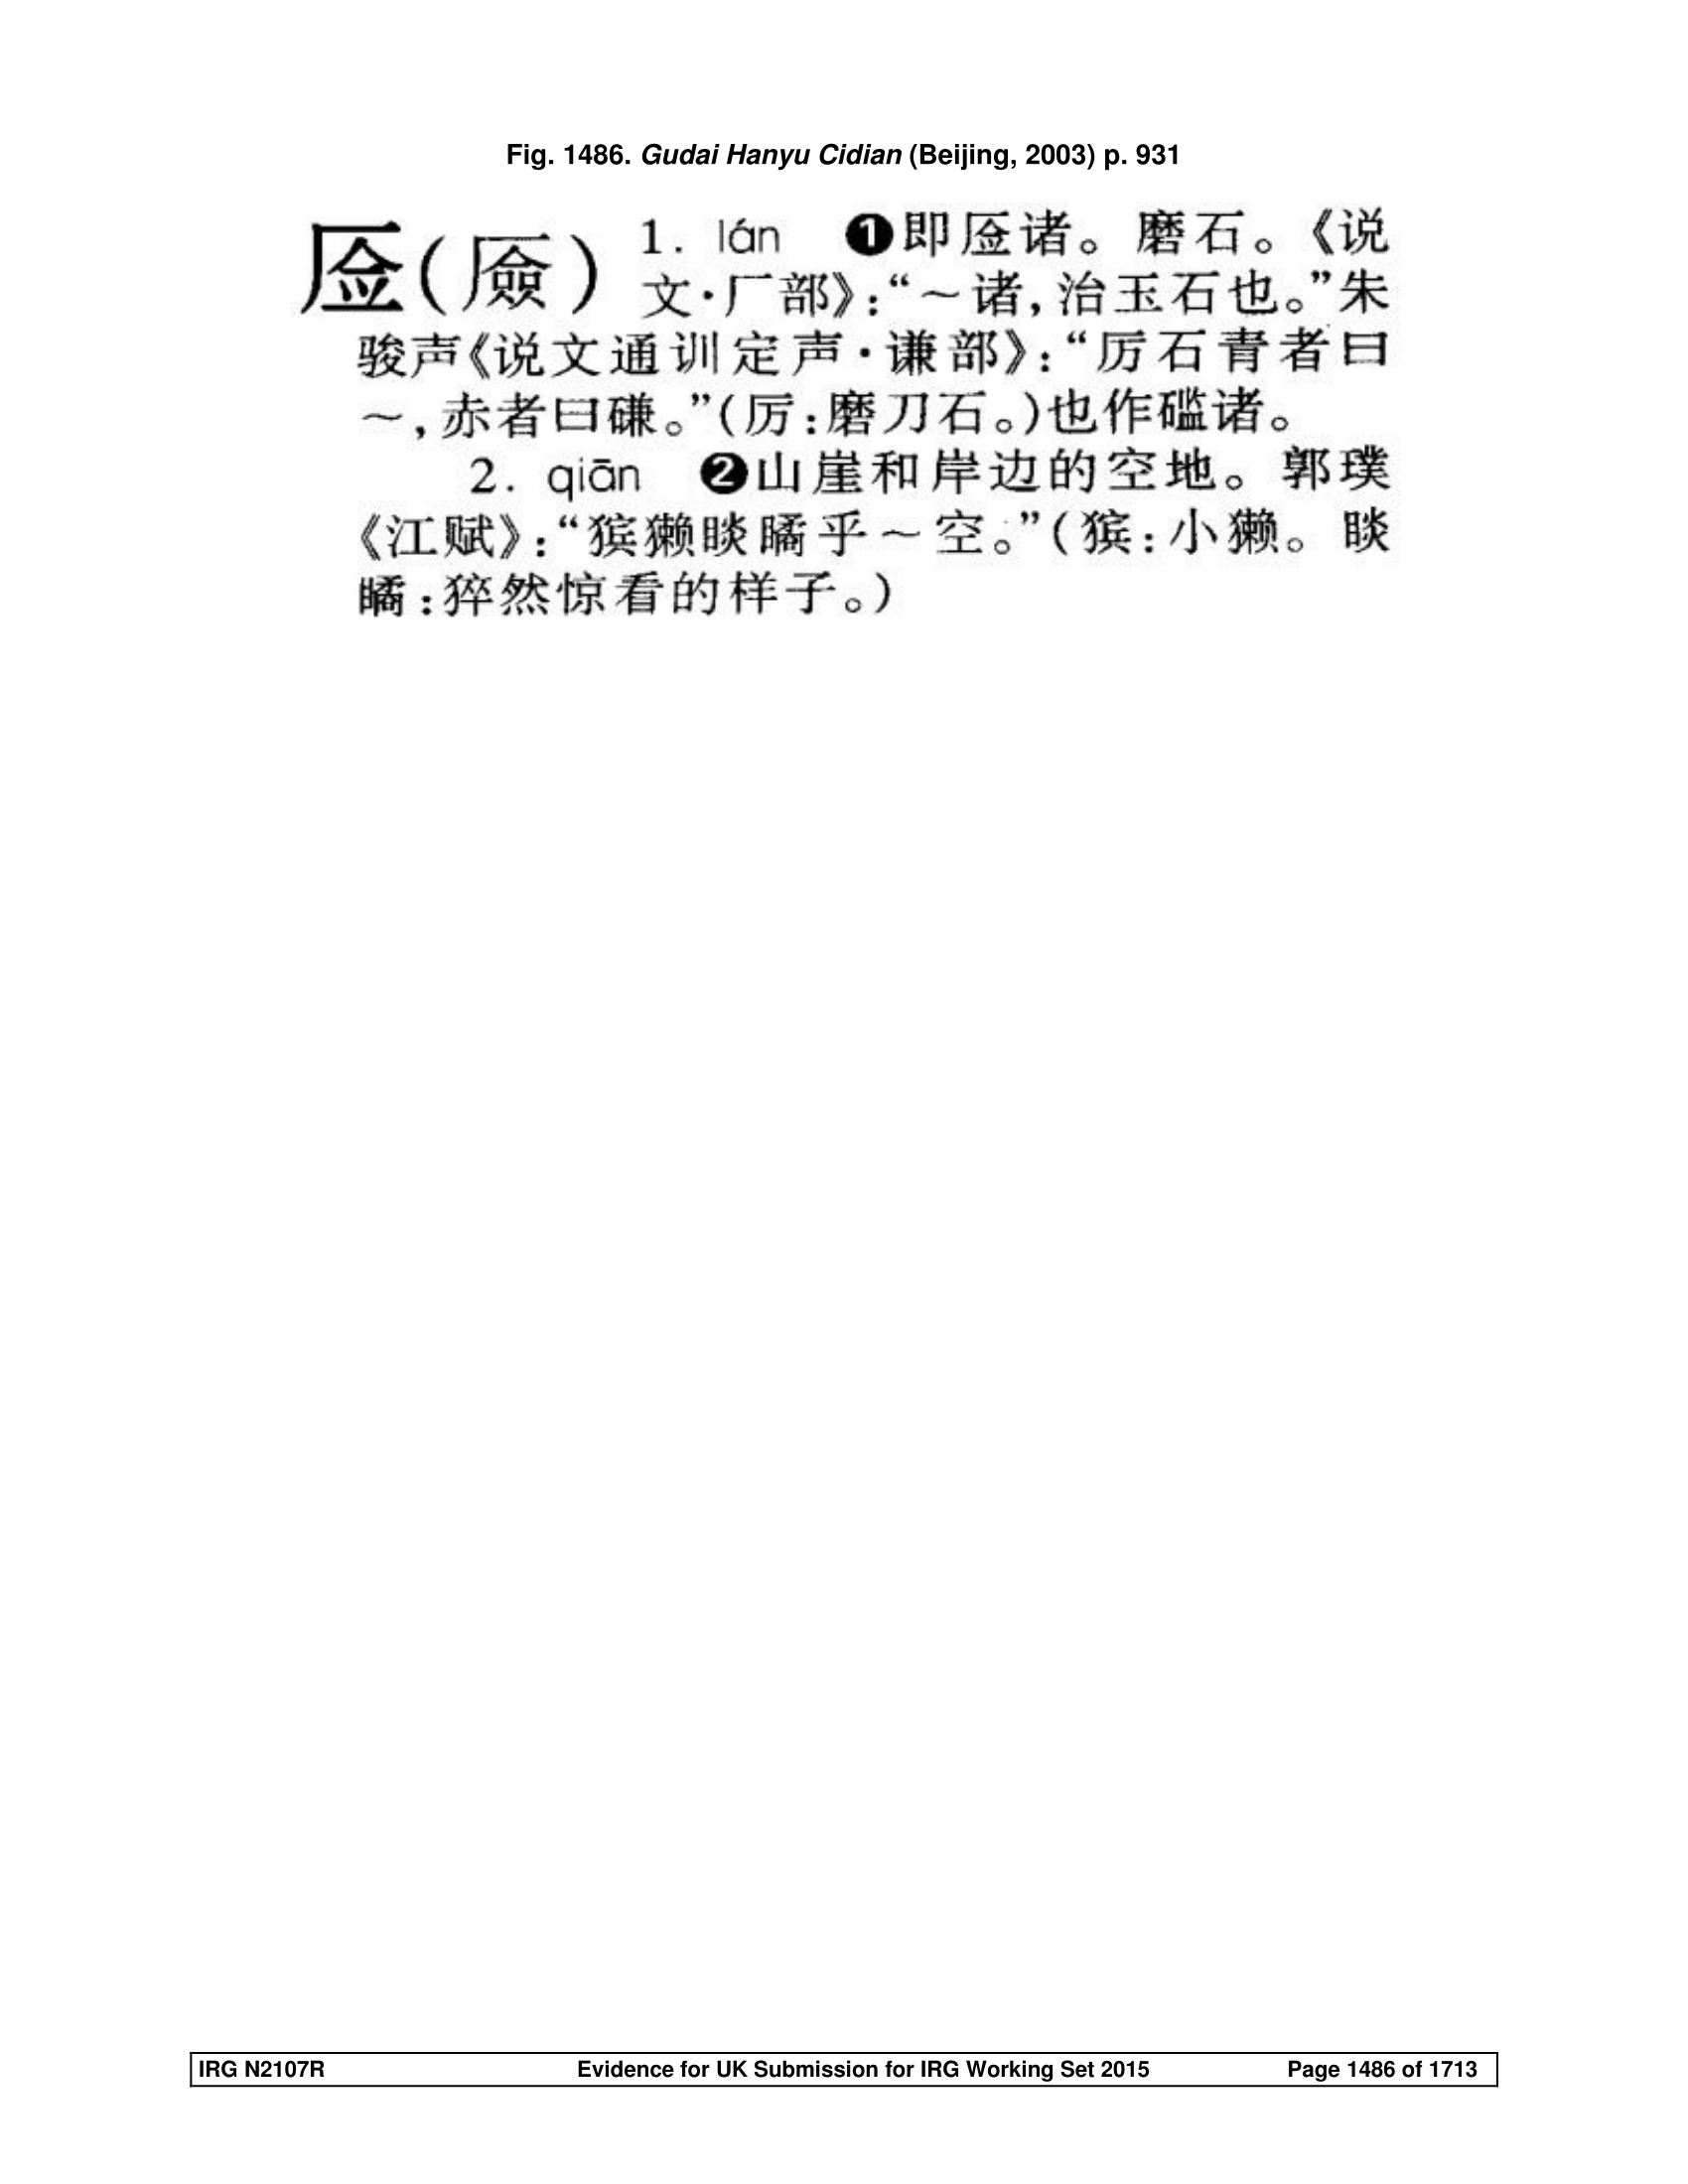 Fig. 1486. Gudai Hanyu Cidian (Beijing, 2003) p. 931
厱(厱) 1. lán ❶即厱诸。磨石。《说
文·厂部》：“～诸，治玉石也。”朱
骏声《说文通训定声·谦部》：“厉石青者曰
～，赤者曰磏。”(厉：磨刀石。)也作礛诸。
2. qiān ❷山崖和岸边的空地。郭璞
《江赋》：“猿獭睒瞲乎～空。”(猿：小獭。睒
瞲：猝然惊看的样子。)
IRG N2107R Evidence for UK Submission for IRG Working Set 2015 Page 1486 of 1713